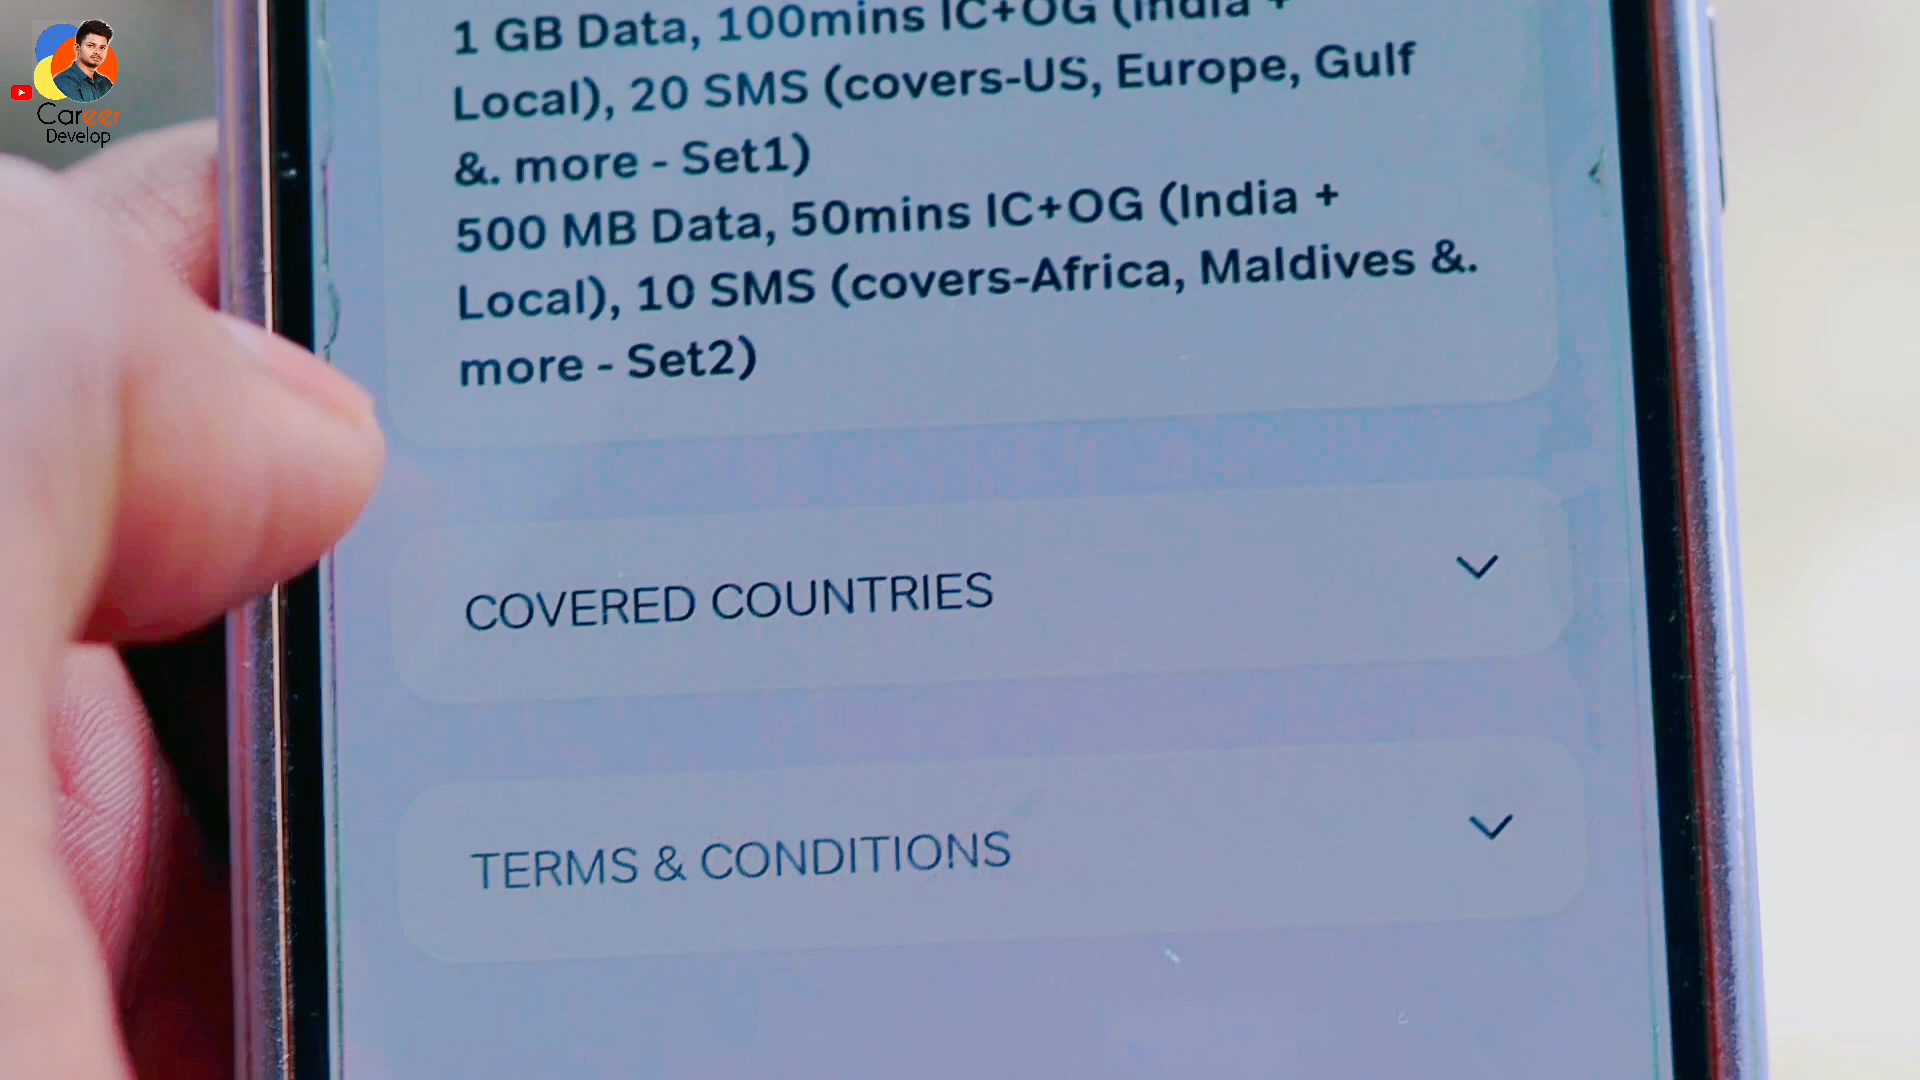 Career
Develop
1 GB Data, 100mins IC+OG (India +
Local), 20 SMS (covers-US, Europe, Gulf
&. more - Set1)
500 MB Data, 50mins IC+OG (India +
Local), 10 SMS (covers-Africa, Maldives &.
more - Set2)
COVERED COUNTRIES
TERMS & CONDITIONS